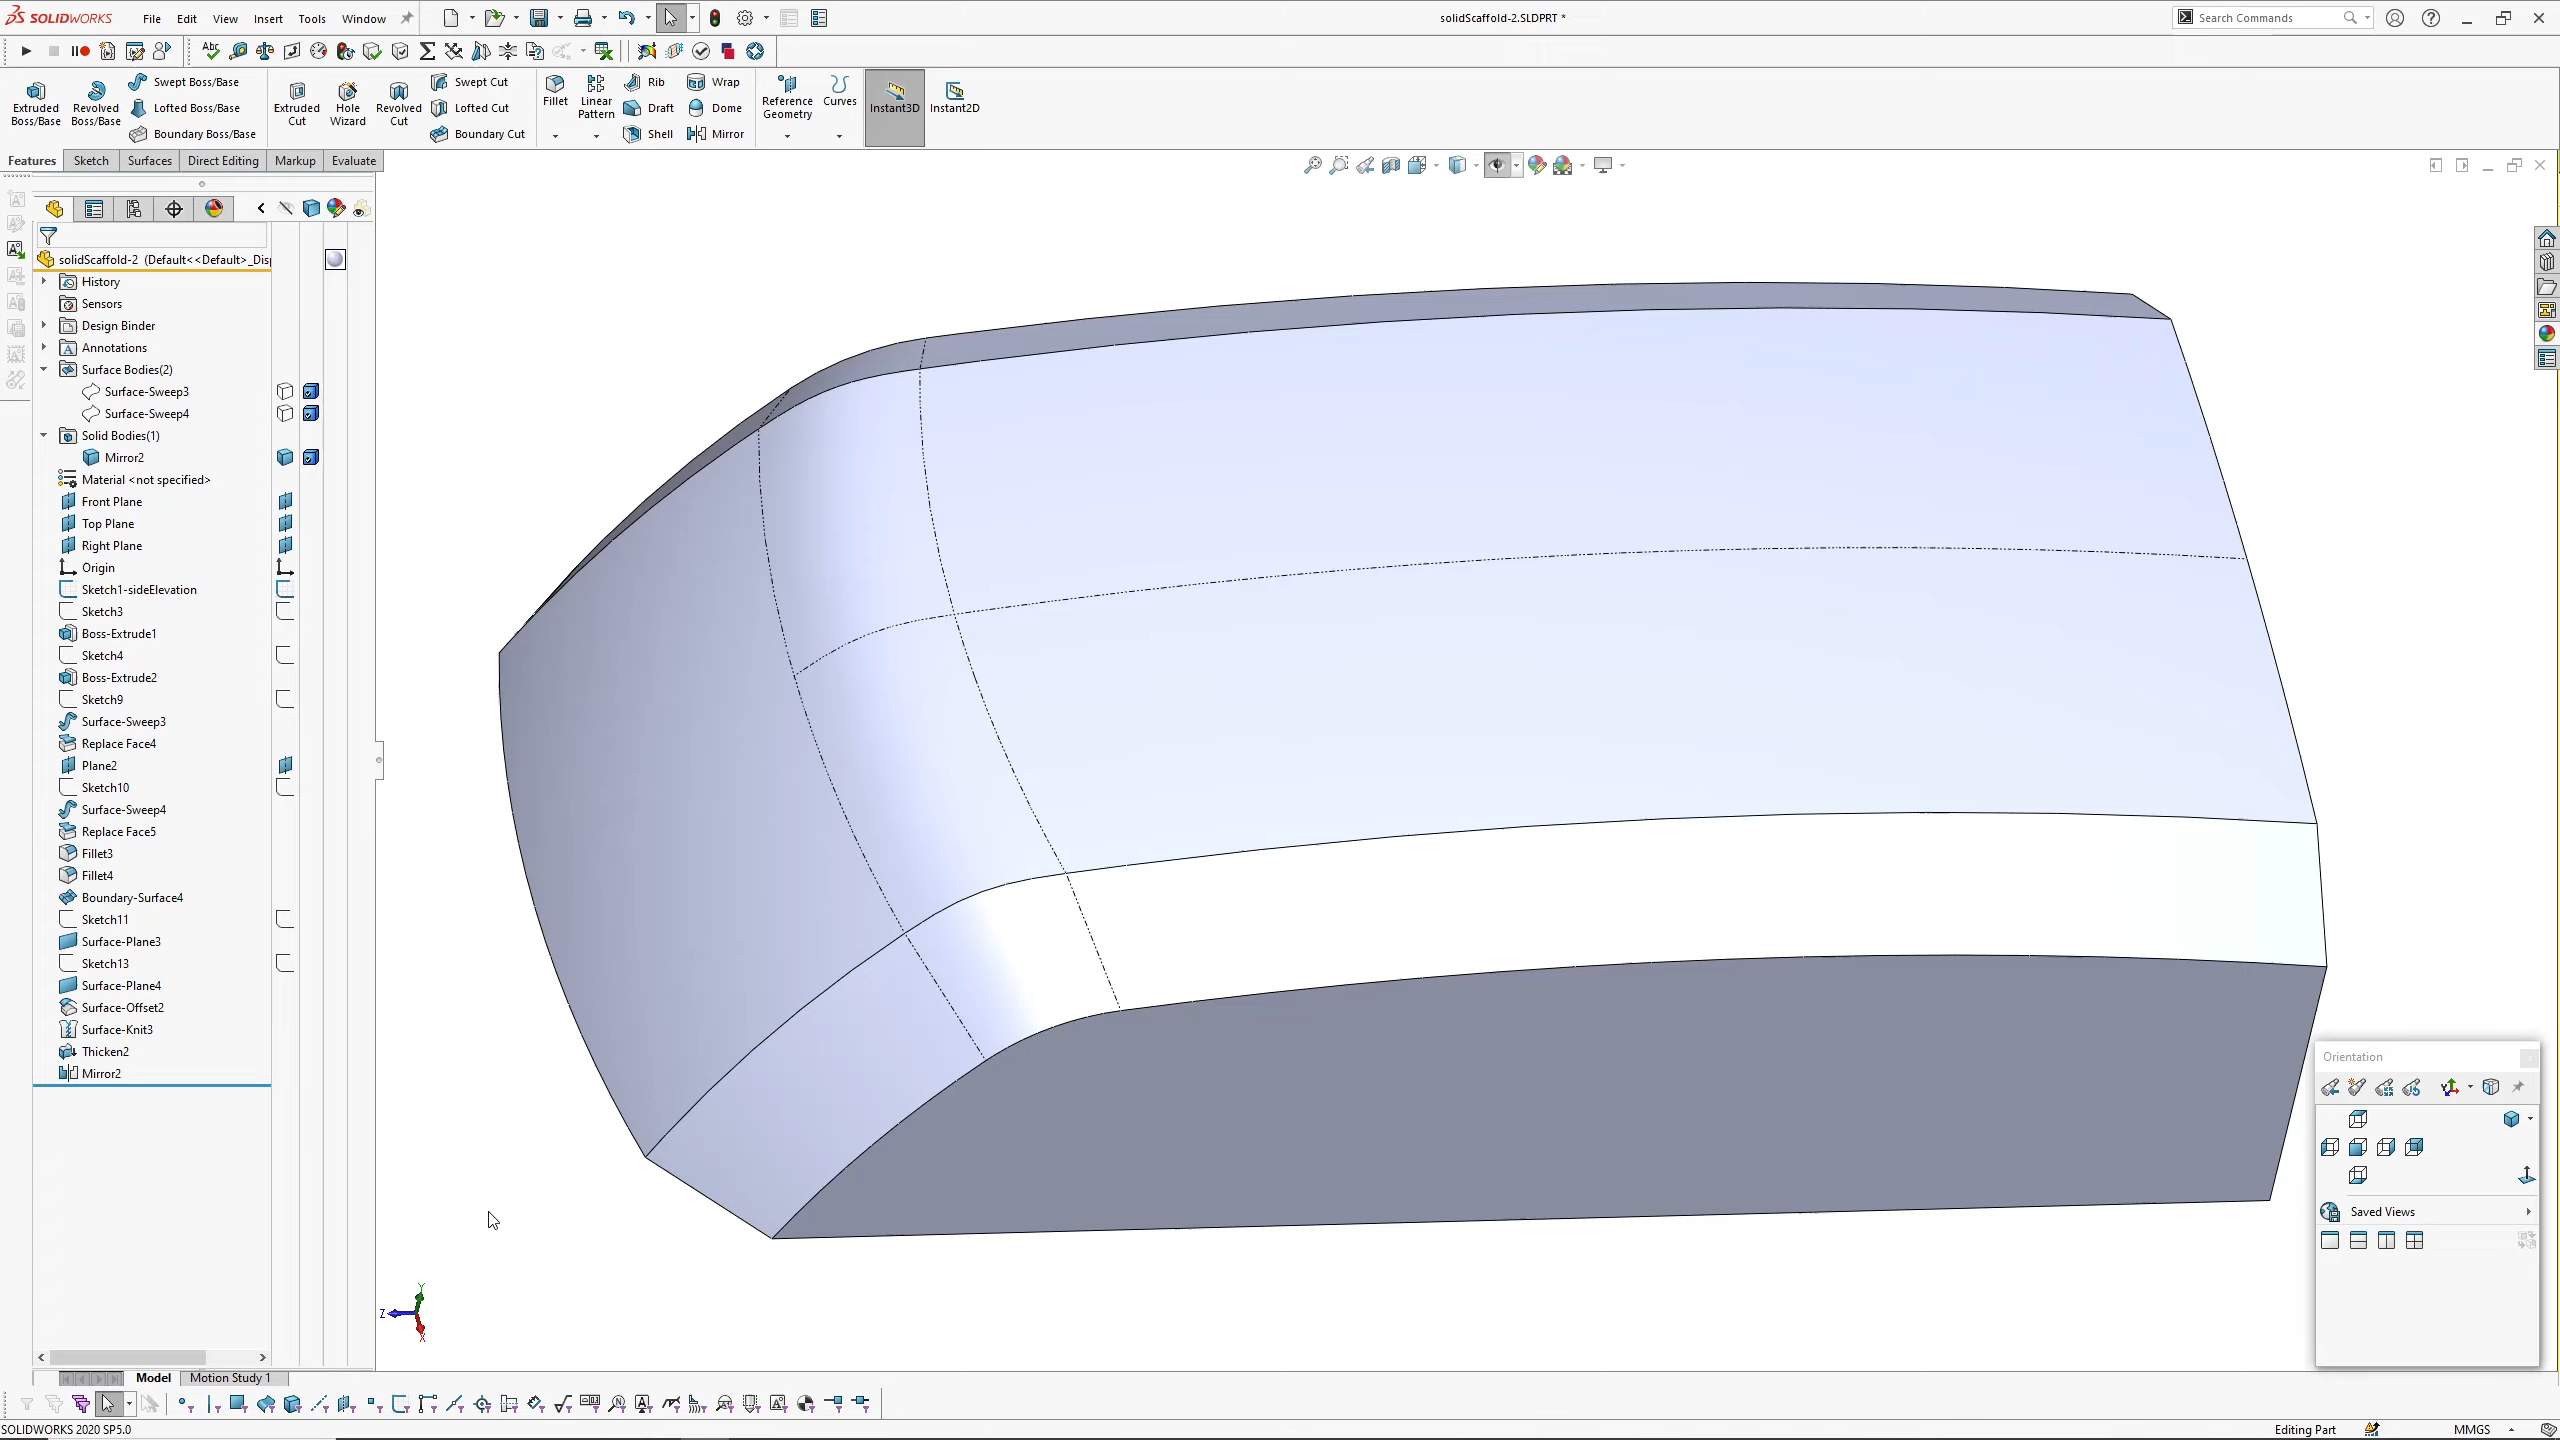 SOLIDWORKS File Edit View Insert Tools Window solidScaffold-2.SLDPRT * Search Commands
Extruded Boss/Base
Revolved Boss/Base
Swept Boss/Base
Lofted Boss/Base
Boundary Boss/Base
Extruded Cut
Hole Wizard
Revolved Cut
Swept Cut
Lofted Cut
Boundary Cut
Fillet
Linear Pattern
Rib
Draft
Shell
Wrap
Dome
Mirror
Reference Geometry
Curves
Instant3D
Instant2D
Features Sketch Surfaces Direct Editing Markup Evaluate
solidScaffold-2 (Default<<Default>_Disp
History
Sensors
Design Binder
Annotations
Surface Bodies(2)
Surface-Sweep3
Surface-Sweep4
Solid Bodies(1)
Mirror2
Material <not specified>
Front Plane
Top Plane
Right Plane
Origin
Sketch1-sideElevation
Sketch3
Boss-Extrude1
Sketch4
Boss-Extrude2
Sketch9
Surface-Sweep3
Replace Face4
Plane2
Sketch10
Surface-Sweep4
Replace Face5
Fillet3
Fillet4
Boundary-Surface4
Sketch11
Surface-Plane3
Sketch13
Surface-Plane4
Surface-Offset2
Surface-Knit3
Thicken2
Mirror2
Orientation
Saved Views
Y
Z
X
Model Motion Study 1
SOLIDWORKS 2020 SP5.0 Editing Part MMGS